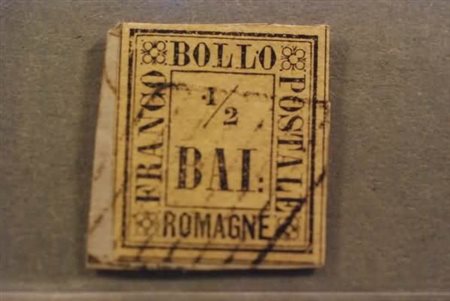 BOLLO
FRANCO
1/2
BAI:
POSTALE
ROMAGNE